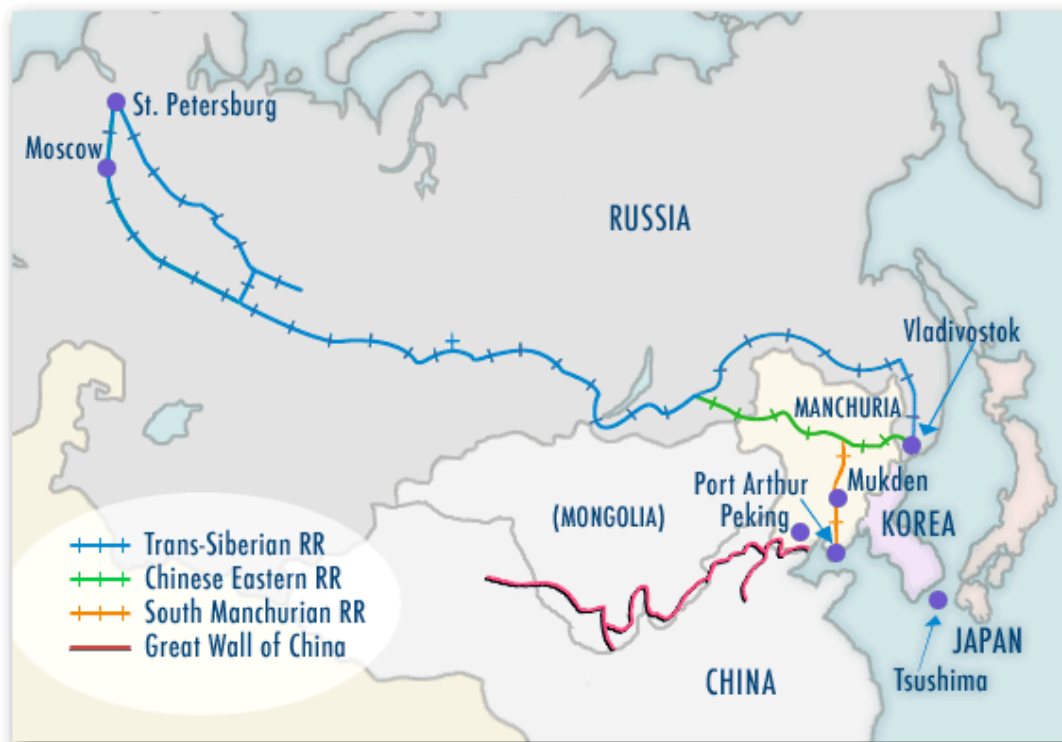 St. Petersburg
Moscow
RUSSIA
Vladivostok
MANCHURIA
Port Arthur
Mukden
Peking
(MONGOLIA)
KOREA
Trans-Siberian RR
Chinese Eastern RR
South Manchurian RR
Great Wall of China
JAPAN
CHINA
Tsushima